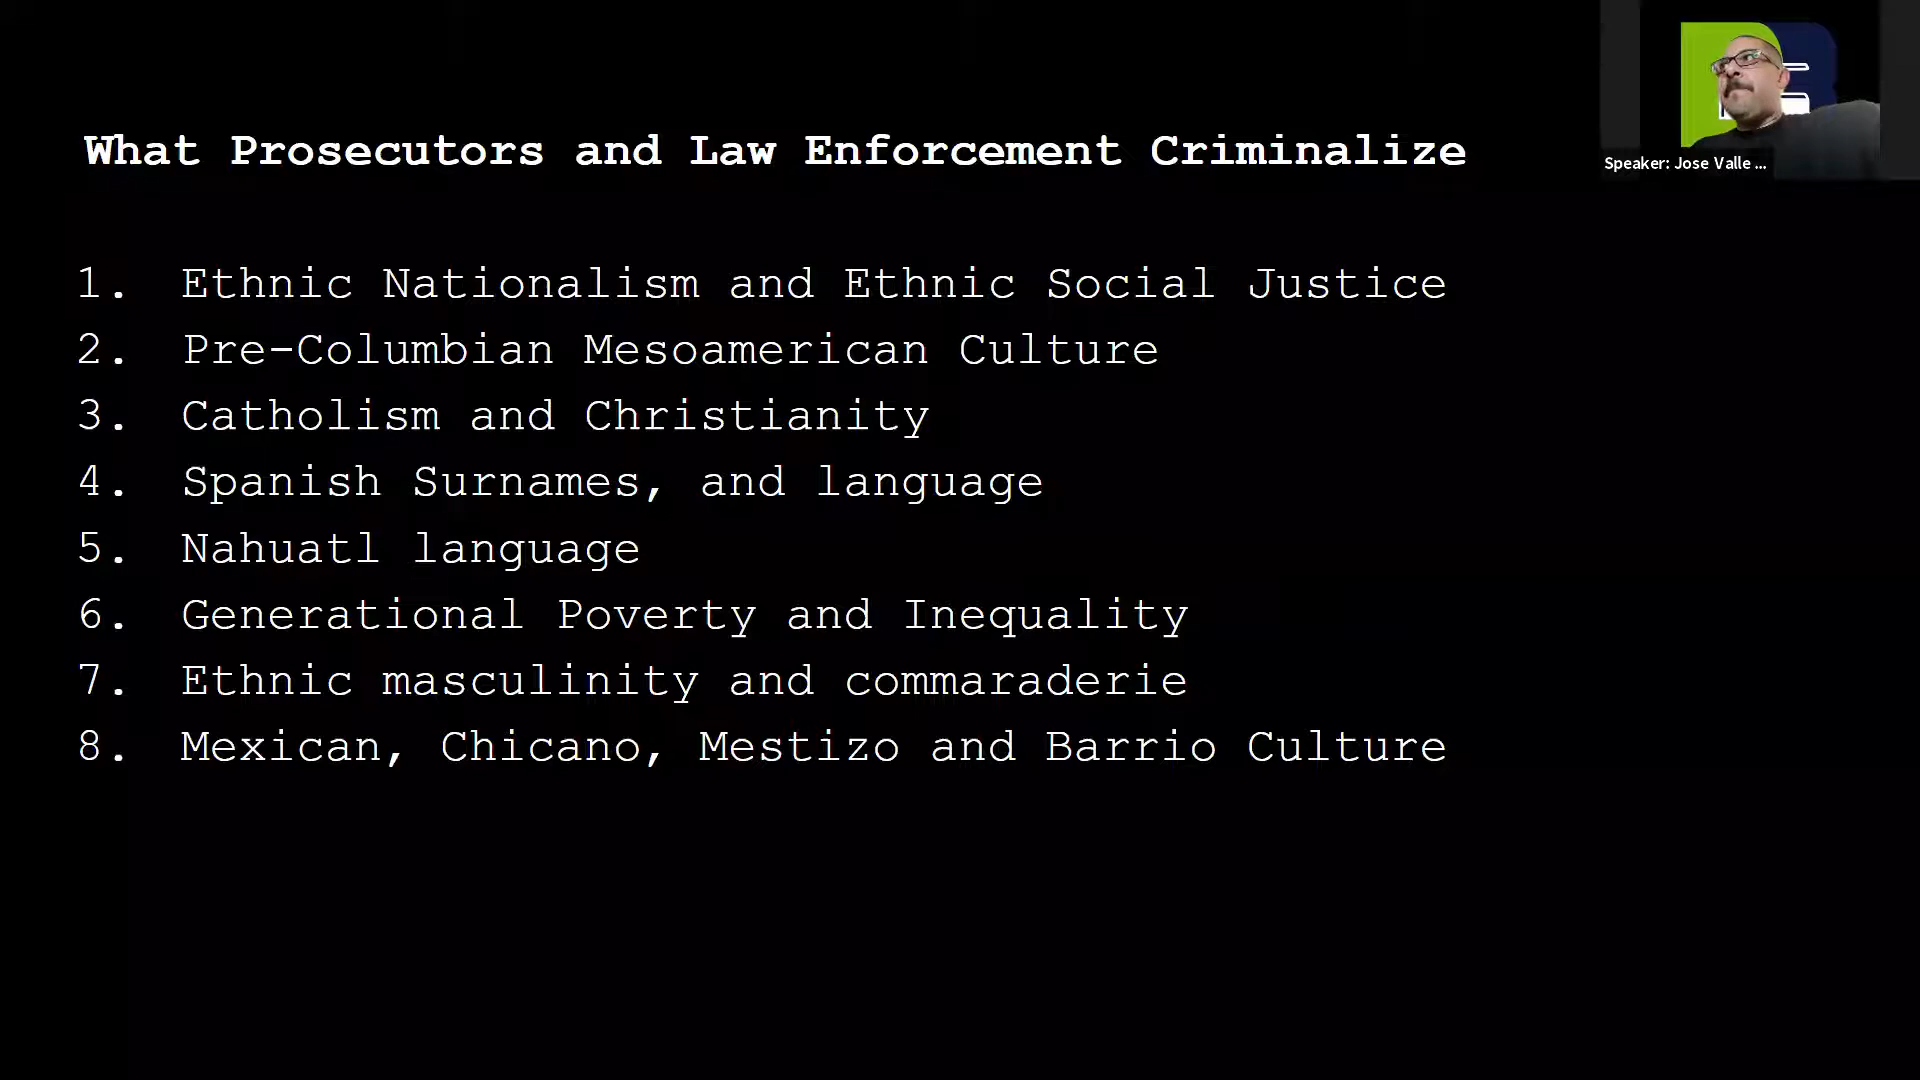 What Prosecutors and Law Enforcement Criminalize
Speaker: Jose Valle ...
1. Ethnic Nationalism and Ethnic Social Justice
2. Pre-Columbian Mesoamerican Culture
3. Catholism and Christianity
4. Spanish Surnames, and language
5. Nahuatl language
6. Generational Poverty and Inequality
7. Ethnic masculinity and commaraderie
8. Mexican, Chicano, Mestizo and Barrio Culture